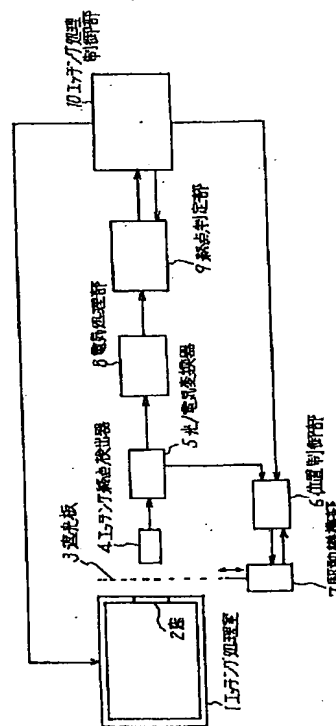 10エッチング処理
制御部
9終点判定部
8電気処理部
5光/電気変換器
4エッチング終点検出器
3遮光板
6位置制御部
7駆動機構部
2窓
1エッチング処理室